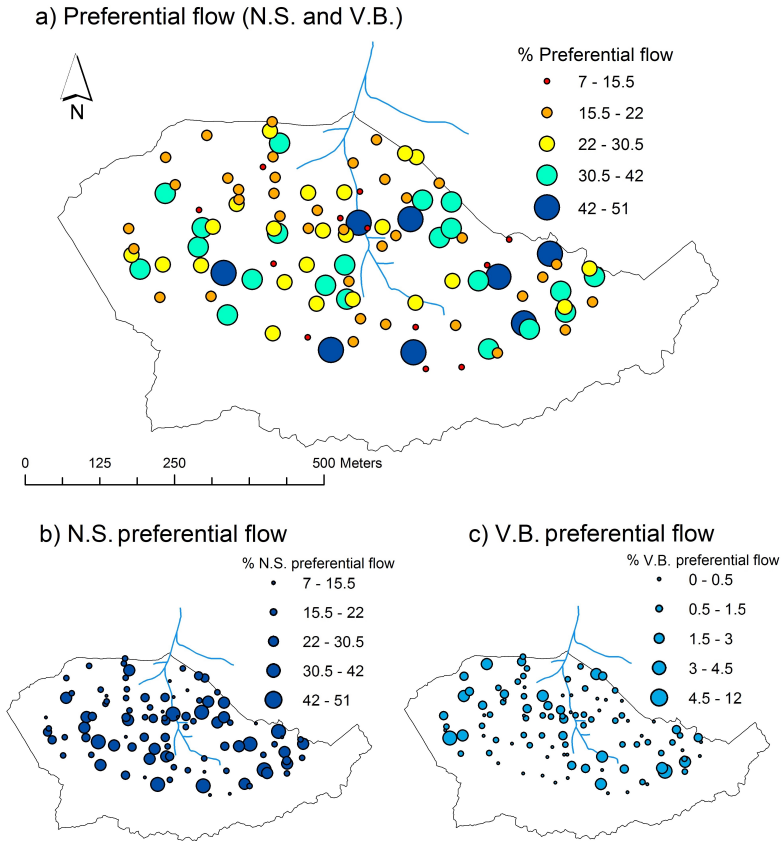 a) Preferential flow (N.S. and V.B.)
N
% Preferential flow
7 - 15.5
15.5 - 22
22 - 30.5
30.5 - 42
42 - 51
0 125 250 500 Meters
b) N.S. preferential flow
% N.S. preferential flow
7 - 15.5
15.5 - 22
22 - 30.5
30.5 - 42
42 - 51
c) V.B. preferential flow
% V.B. preferential flow
0 - 0.5
0.5 - 1.5
1.5 - 3
3 - 4.5
4.5 - 12